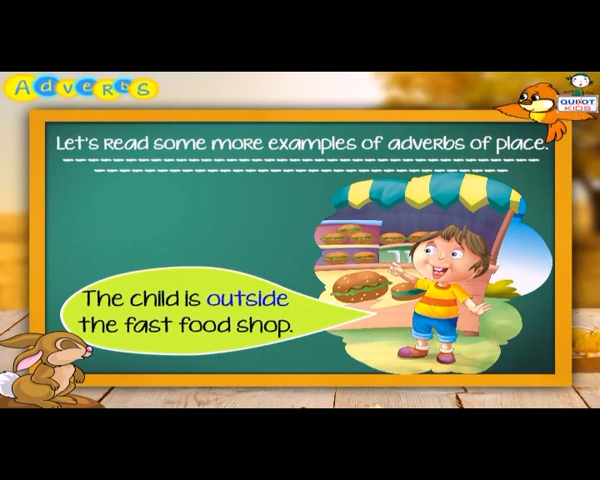 Adverbs
QUIXOT
KIDS
Let's Read some more examples of adverbs of place.
The child is outside
the fast food shop.